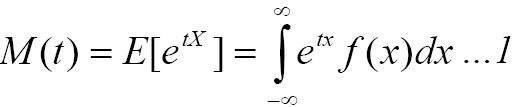 M(t) = E[e^{tX}] = ∫_{-∞}^{∞} e^{tx} f(x)dx ... 1